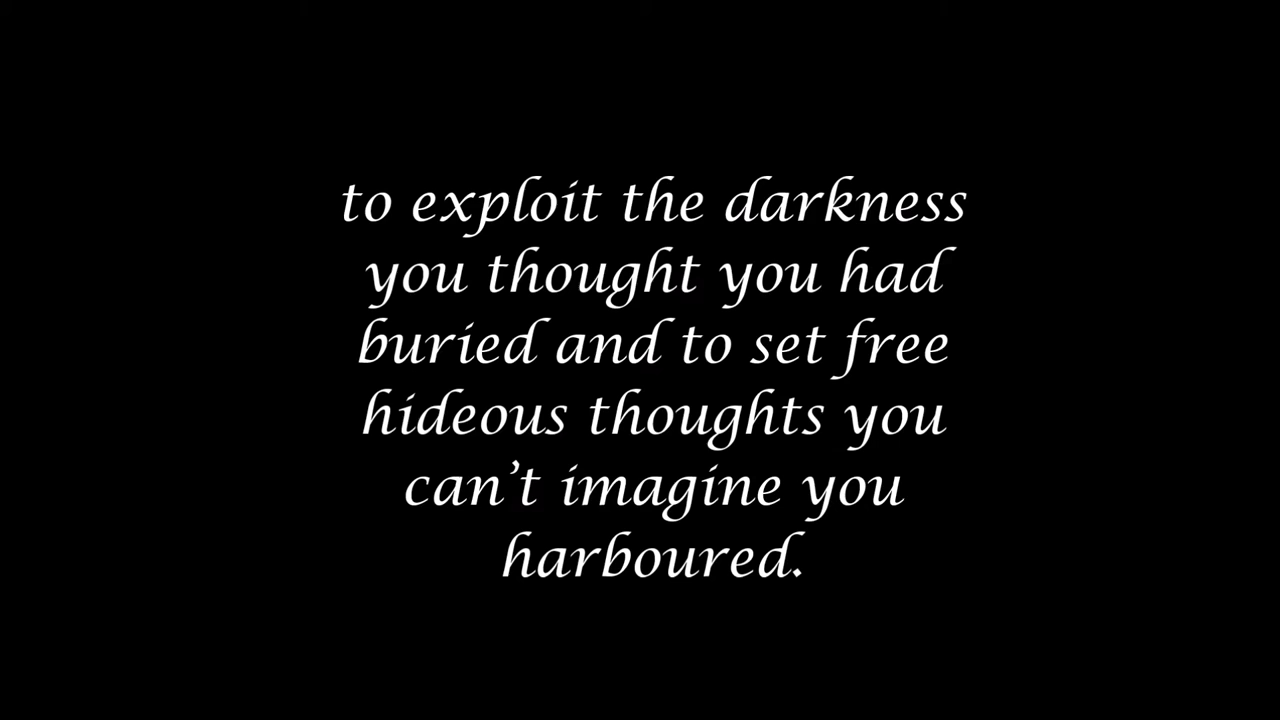 to exploit the darkness
you thought you had
buried and to set free
hideous thoughts you
can't imagine you
harboured.